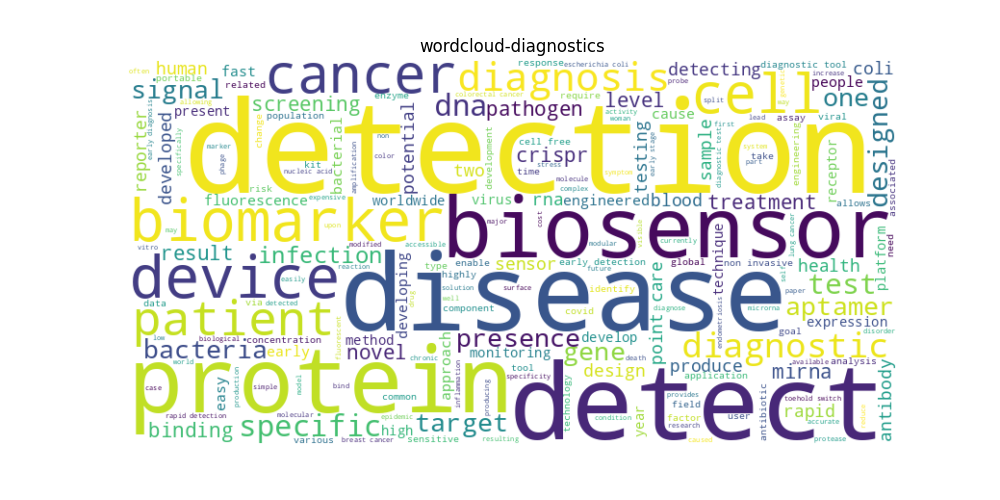 wordcloud-diagnostics
often
human
fast
cancer
response
escherichia coli
diagnosis
detecting
diagnostic tool
increase
coli
portable
related
signal
enzyme
colorectal cancer
require
probe
people
cell
one
allowing
screening
dna
pathogen
level
split
may
genetic
present
population
cause
activity
woman
first
lead
assay
viral
detection
designed
early diagnosis
specifically
reporter
developed
change
bacterial
non
color
amplification
potential
cell free
crispr
time
stress
molecule
complex
two
development
testing
early stage
sample
diagnostic test
system
take
part
engineering
receptor
marker
phage
kit
nucleic acid
risk
symptom
associated
fluorescence
expensive
worldwide
virus
rna
engineered
blood
treatment
allows
biomarker
biosensor
may
upon
major
cost
modular
visible
currently
self
lung cancer
need
vitro
result
infection
modified
accessible
developing
type
enable
sensor
early detection
global
non invasive
technique
health
platform
device
easily
reaction
highly
future
disease
identify
point
care
diagnose
microrna
paper
test
data
via
detected
drug
solution
surface
well
component
covid
endometriosis
aptamer
patient
fluorescent
goal
expression
disorder
low
biological
concentration
method
presence
develop
diagnostic
bacteria
early
novel
chronic
approach
inflammation
monitoring
gene
death
world
tool
specificity
design
produce
application
mirna
available
analysis
protein
case
easy
production
simple
model
bind
common
producing
technology
detect
provides
field
user
antibiotic
toehold switch
rapid
accurate
release
antibody
rapid detection
molecular
epidemic
condition
year
factor
research
binding
specific
high
target
various
breast cancer
sensitive
resulting
caused
protease